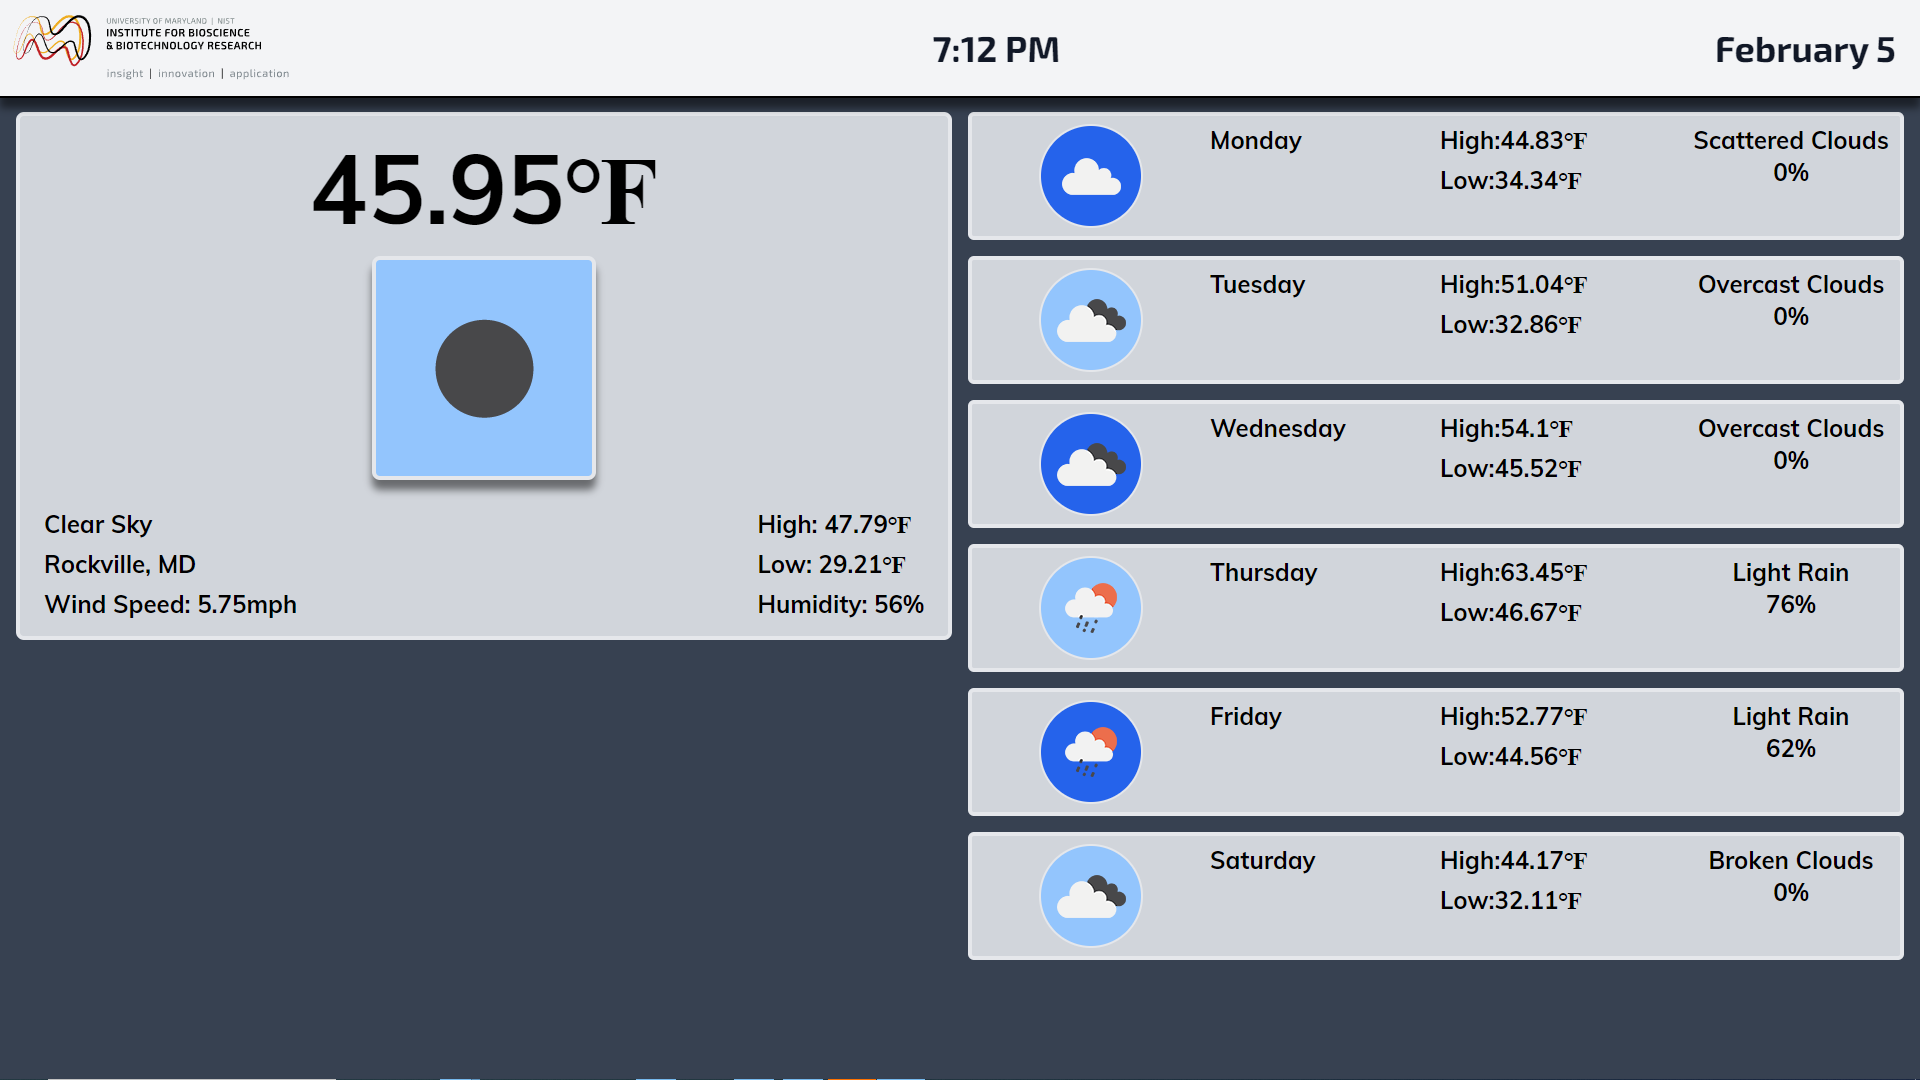 UNIVERSITY OF MARYLAND | NIST
INSTITUTE FOR BIOSCIENCE
& BIOTECHNOLOGY RESEARCH
insight | innovation | application
7:12 PM
February 5
45.95°F
Clear Sky
Rockville, MD
Wind Speed: 5.75mph
High: 47.79°F
Low: 29.21°F
Humidity: 56%
Monday
High:44.83°F
Low:34.34°F
Scattered Clouds
0%
Tuesday
High:51.04°F
Low:32.86°F
Overcast Clouds
0%
Wednesday
High:54.1°F
Low:45.52°F
Overcast Clouds
0%
Thursday
High:63.45°F
Low:46.67°F
Light Rain
76%
Friday
High:52.77°F
Low:44.56°F
Light Rain
62%
Saturday
High:44.17°F
Low:32.11°F
Broken Clouds
0%